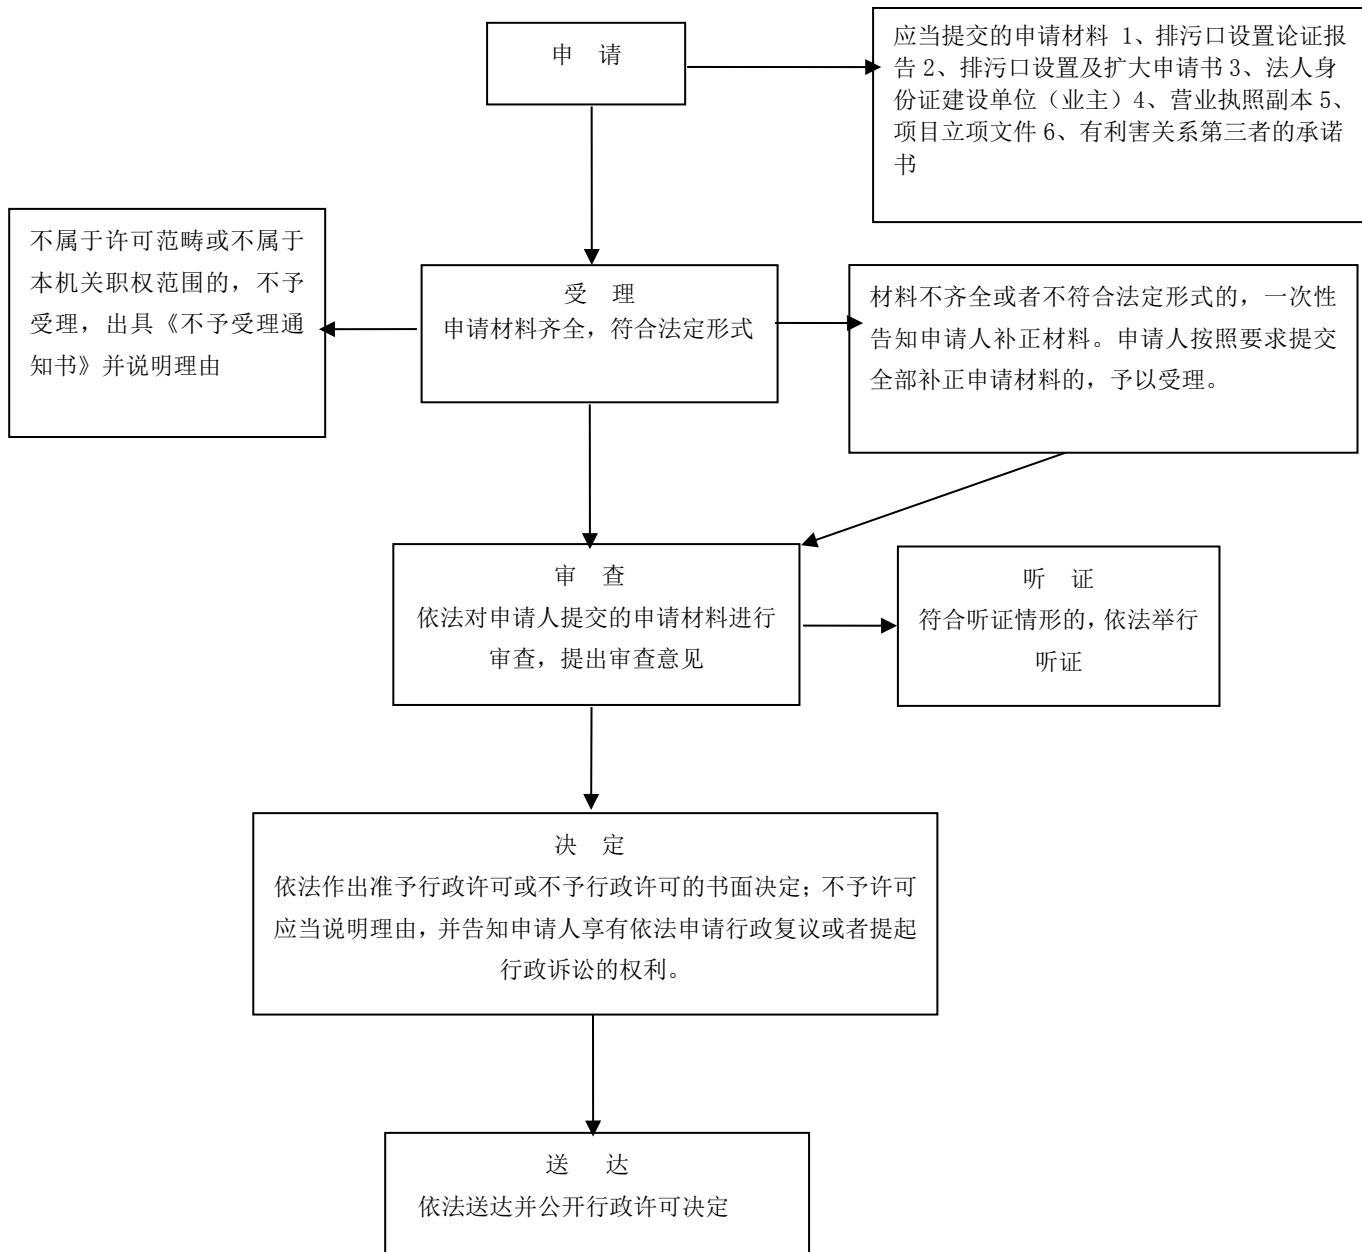 申 请
应当提交的申请材料 1、排污口设置论证报
告 2、排污口设置及扩大申请书 3、法人身
份证建设单位（业主）4、营业执照副本 5、
项目立项文件 6、有利害关系第三者的承诺
书
不属于许可范畴或不属于
本机关职权范围的，不予
受理，出具《不予受理通
知书》并说明理由
受 理
申请材料齐全，符合法定形式
材料不齐全或者不符合法定形式的，一次性
告知申请人补正材料。申请人按照要求提交
全部补正申请材料的，予以受理。
审 查
依法对申请人提交的申请材料进行
审查，提出审查意见
听 证
符合听证情形的，依法举行
听证
决 定
依法作出准予行政许可或不予行政许可的书面决定；不予许可
应当说明理由，并告知申请人享有依法申请行政复议或者提起
行政诉讼的权利。
送 达
依法送达并公开行政许可决定